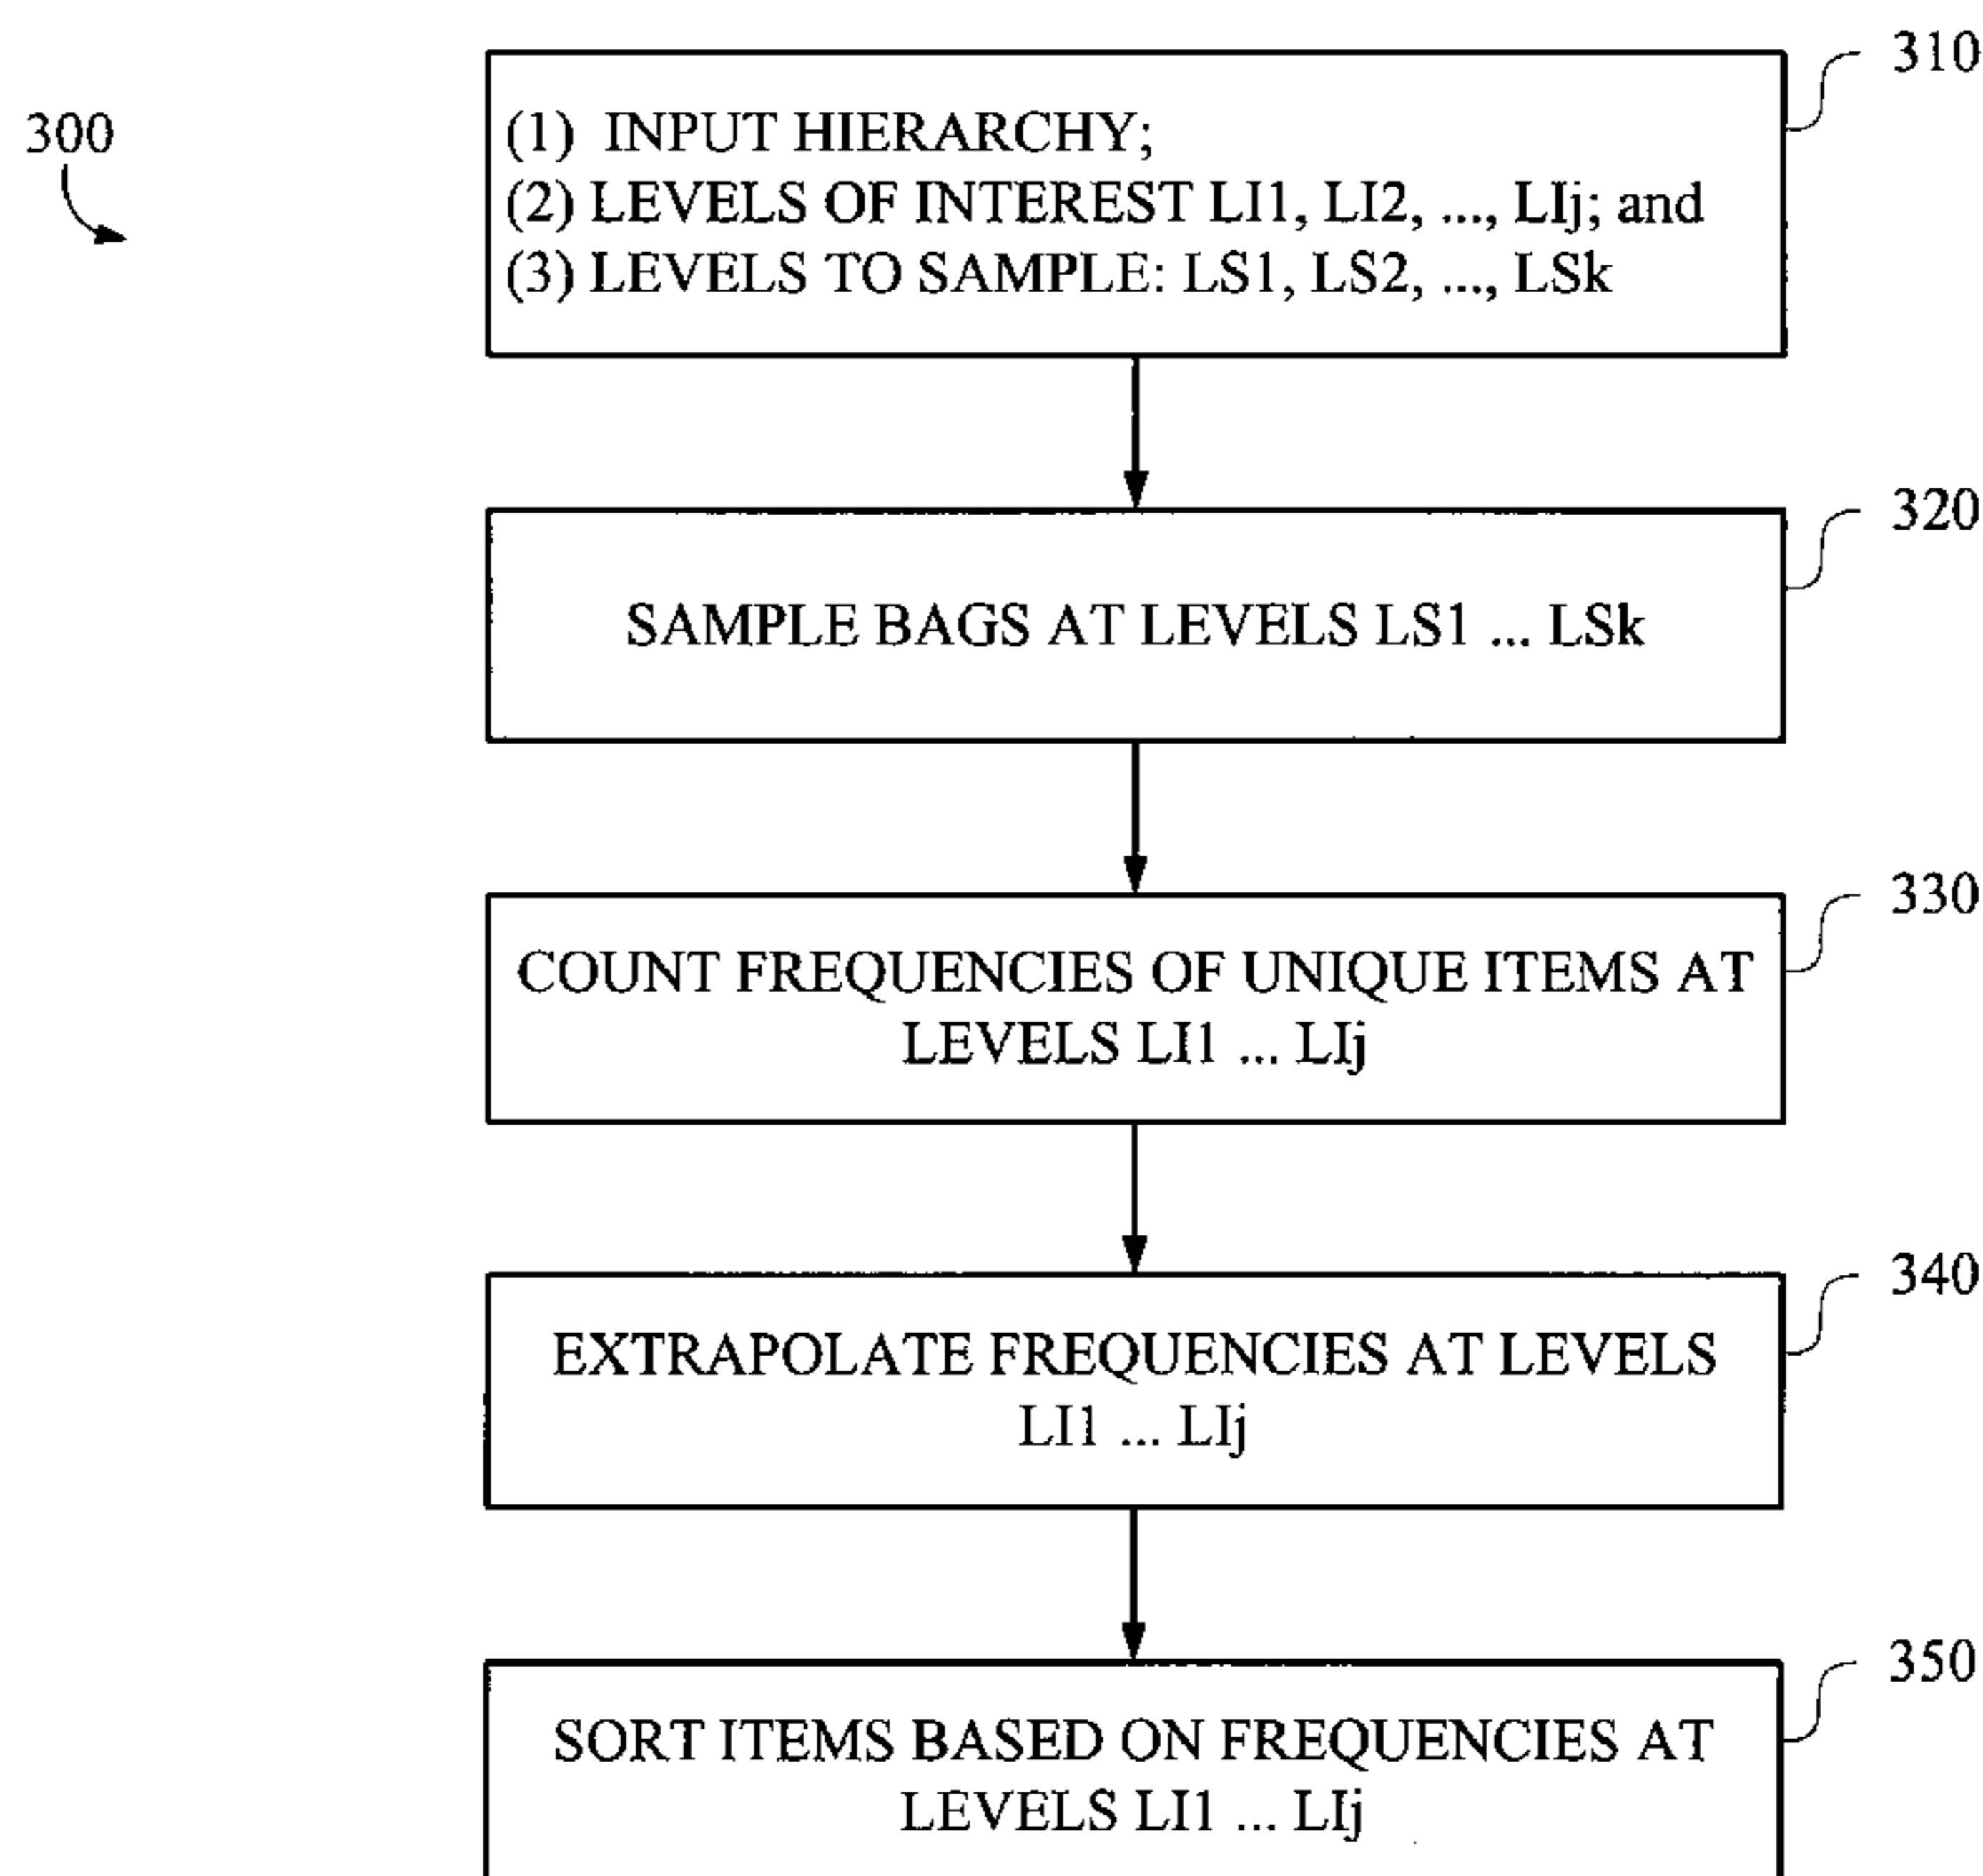 310
300
(1) INPUT HIERARCHY;
(2) LEVELS OF INTEREST LI1, LI2, ..., LIj; and
(3) LEVELS TO SAMPLE: LS1, LS2, ..., LSk
320
SAMPLE BAGS AT LEVELS LS1 ... LSk
330
COUNT FREQUENCIES OF UNIQUE ITEMS AT
LEVELS LI1 ... LIj
340
EXTRAPOLATE FREQUENCIES AT LEVELS
LI1 ... LIj
350
SORT ITEMS BASED ON FREQUENCIES AT
LEVELS LI1 ... LIj